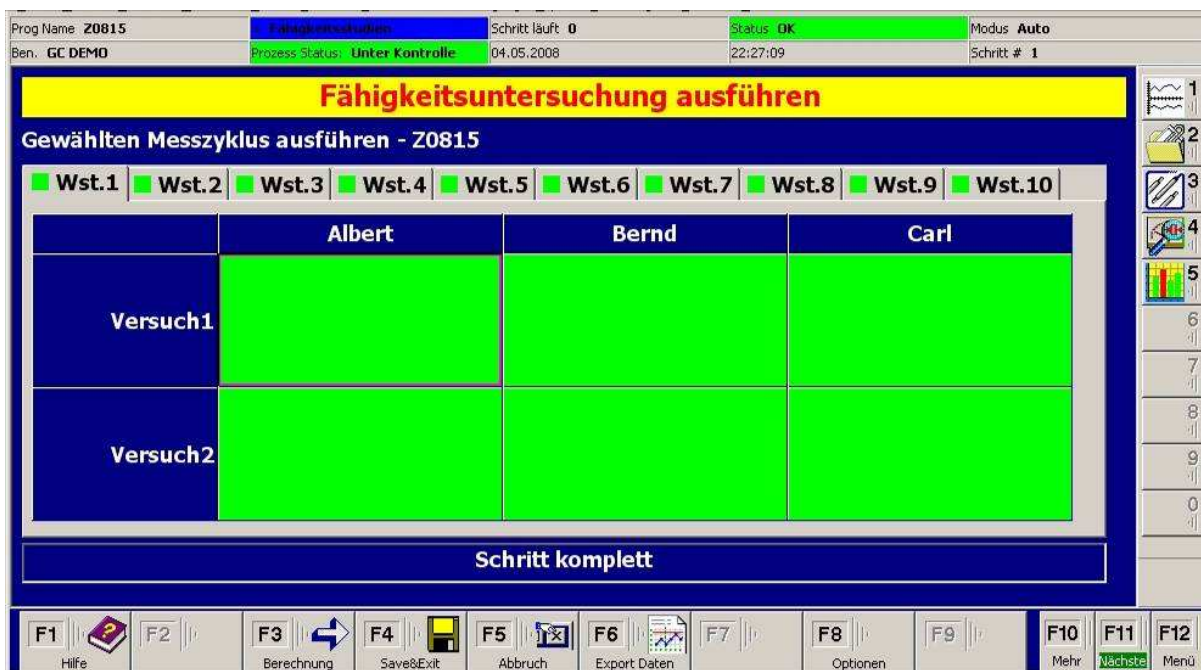 Prog Name Z0815
Fähigkeitsstudien
Schritt läuft 0
Status OK
Modus Auto
Ben. GC DEMO
Prozess Status: Unter Kontrolle
04.05.2008
22:27:09
Schritt # 1
Fähigkeitsuntersuchung ausführen
Gewählten Messzyklus ausführen - Z0815
Wst.1 Wst.2 Wst.3 Wst.4 Wst.5 Wst.6 Wst.7 Wst.8 Wst.9 Wst.10
Albert Bernd Carl
Versuch1
Versuch2
Schritt komplett
1
2
3
4
5
6
7
8
9
0
F1 F2 F3 F4 F5 F6 F7 F8 F9 F10 F11 F12
Hilfe Berechnung Save&Exit Abbruch Export Daten Optionen Mehr Nächste Menü